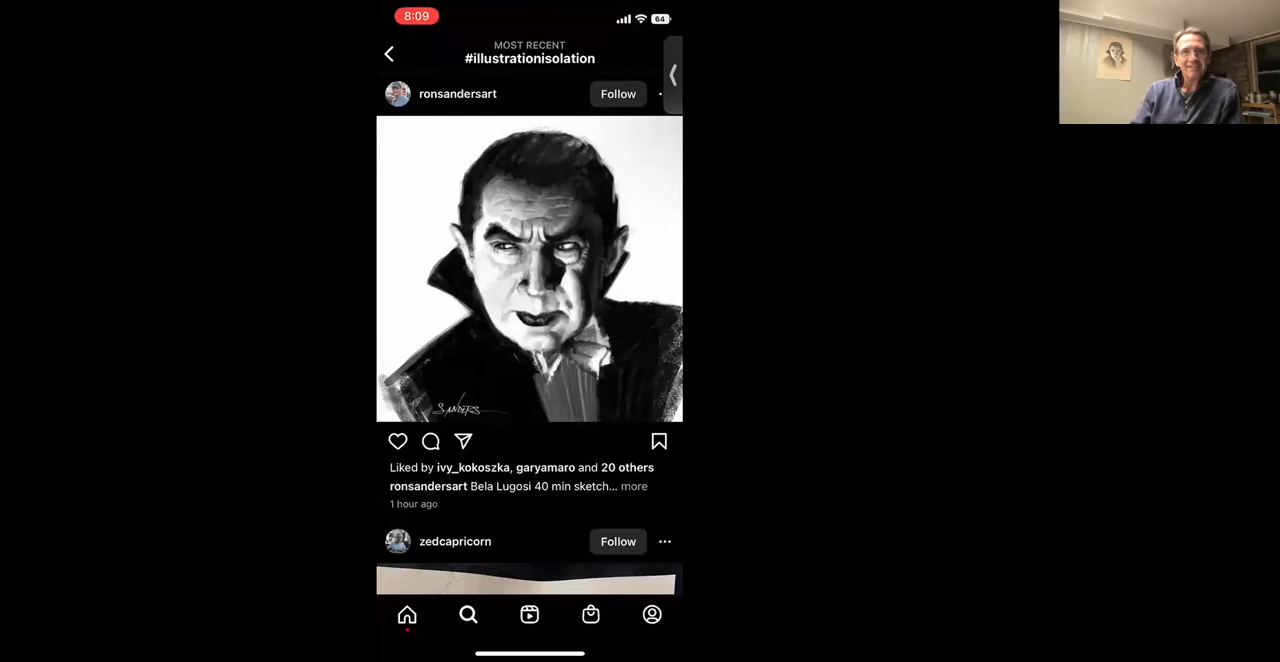 8:09
64
MOST RECENT
#illustrationisolation
ronsandersart
Follow
SANDERS
Liked by ivy_kokoszka, garyamaro and 20 others
ronsandersart Bela Lugosi 40 min sketch... more
1 hour ago
zedcapricorn
Follow